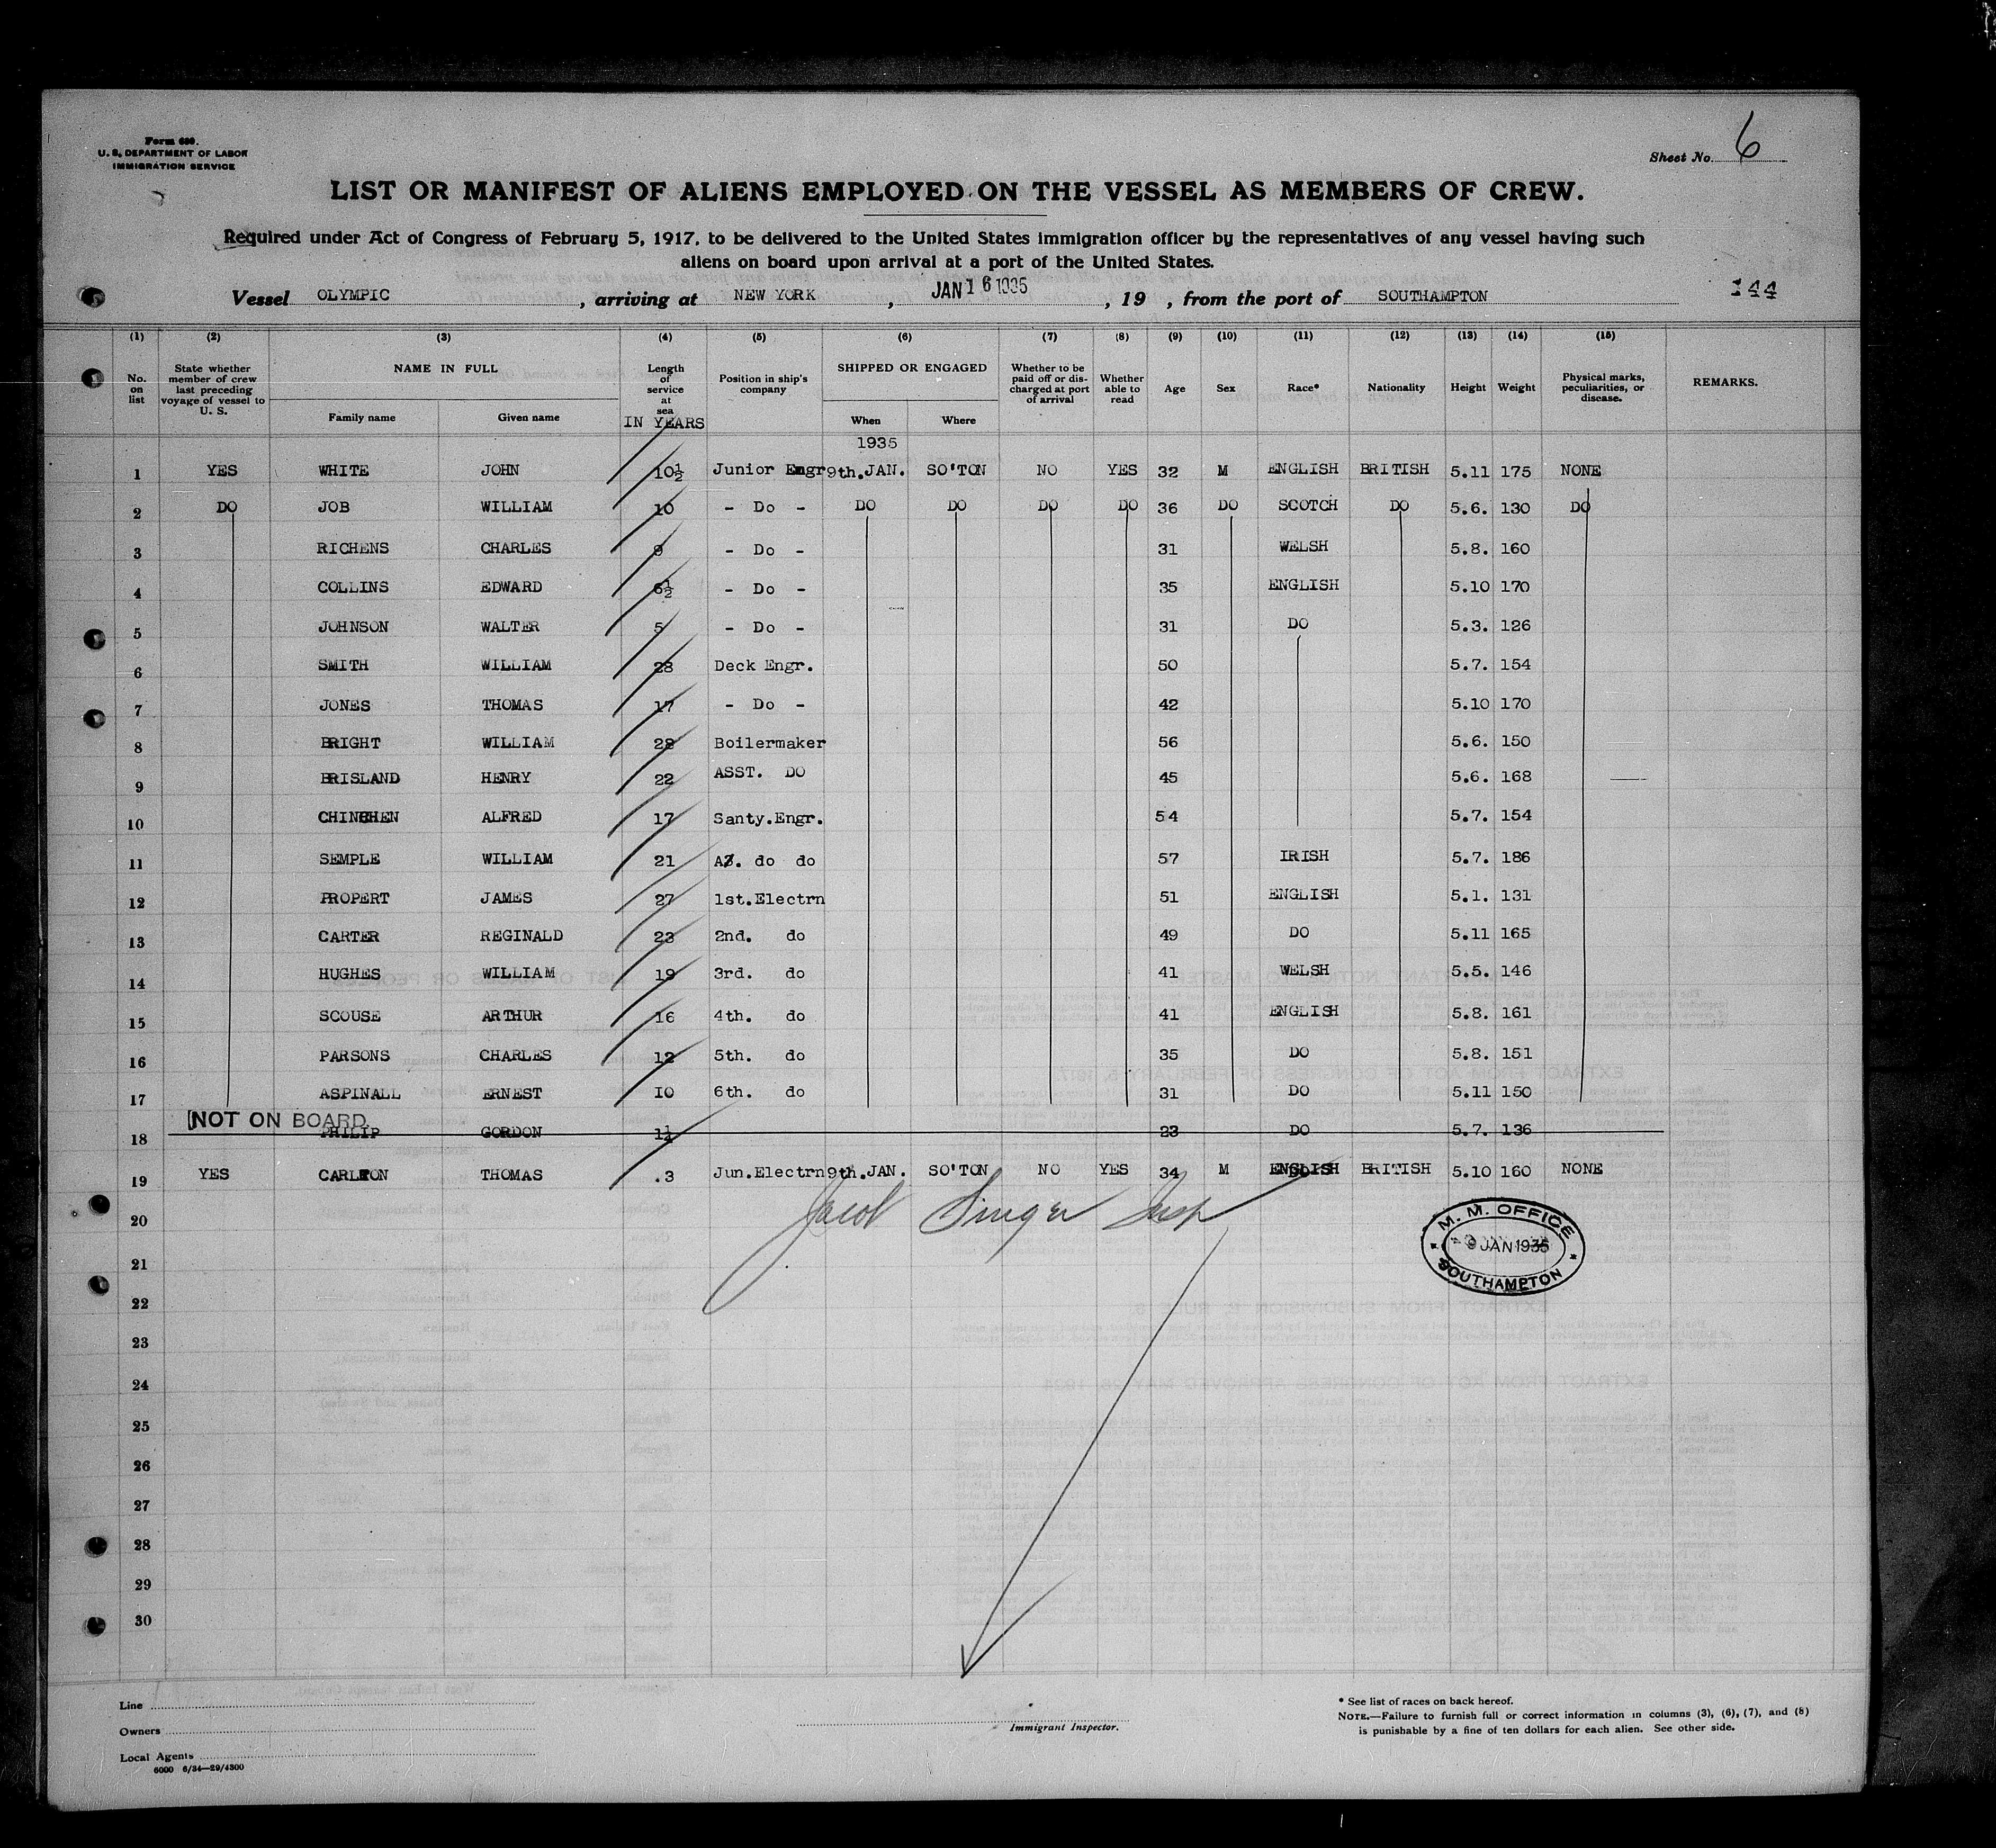 Form 680.
U. S. DEPARTMENT OF LABOR
IMMIGRATION SERVICE
Sheet No. 6
LIST OR MANIFEST OF ALIENS EMPLOYED ON THE VESSEL AS MEMBERS OF CREW.
Required under Act of Congress of February 5, 1917, to be delivered to the United States immigration officer by the representatives of any vessel having such
aliens on board upon arrival at a port of the United States.
Vessel OLYMPIC, arriving at NEW YORK, JAN 16 1935, 19 , from the port of SOUTHAMPTON 144
(1) (2) (3) (4) (5) (6) (7) (8) (9) (10) (11) (12) (13) (14) (15)
No. on list State whether member of crew last preceding voyage of vessel to U. S. NAME IN FULL Family name Given name Length of service at sea IN YEARS Position in ship's company SHIPPED OR ENGAGED When Where Whether to be paid off or discharged at port of arrival Whether able to read Age Sex Race* Nationality Height Weight Physical marks, peculiarities, or disease. REMARKS.
1935
1 YES WHITE JOHN 10½ Junior Engr 9th.JAN. SO'TON NO YES 32 M ENGLISH BRITISH 5.11 175 NONE
2 DO JOB WILLIAM 10 - Do - DO DO DO DO 36 DO SCOTCH DO 5.6. 130 DO
3 RICHENS CHARLES 9 - Do - 31 WELSH 5.8. 160
4 COLLINS EDWARD 6½ - Do - 35 ENGLISH 5.10 170
5 JOHNSON WALTER 5 - Do - 31 DO 5.3. 126
6 SMITH WILLIAM 23 Deck Engr. 50 5.7. 154
7 JONES THOMAS 17 - Do - 42 5.10 170
8 BRIGHT WILLIAM 28 Boilermaker 56 5.6. 150
9 BRISLAND HENRY 22 ASST. DO 45 5.6. 168
10 CHINCHEN ALFRED 17 Santy.Engr. 54 5.7. 154
11 SEMPLE WILLIAM 21 do do 57 IRISH 5.7. 186
12 PROPERT JAMES 27 1st.Electrn 51 ENGLISH 5.1. 131
13 CARTER REGINALD 23 2nd. do 49 DO 5.11 165
14 HUGHES WILLIAM 19 3rd. do 41 WELSH 5.5. 146
15 SCOUSE ARTHUR 16 4th. do 41 ENGLISH 5.8. 161
16 PARSONS CHARLES 12 5th. do 35 DO 5.8. 151
17 ASPINALL ERNEST 10 6th. do 31 DO 5.11 150
NOT ON BOARD
18 PHILIP GORDON 1½ 23 DO 5.7. 136
19 YES CARLTON THOMAS .3 Jun.Electrn 9th.JAN. SO'TON NO YES 34 M ENGLISH BRITISH 5.10 160 NONE
Jacob Singer Insp
20
M. M. OFFICE
9 JAN 1935
SOUTHAMPTON
21
22
23
24
25
26
27
28
29
30
Line
Owners
Local Agents
6000 6/34—29/4300
Immigrant Inspector.
* See list of races on back hereof.
NOTE.—Failure to furnish full or correct information in columns (3), (6), (7), and (8)
is punishable by a fine of ten dollars for each alien. See other side.